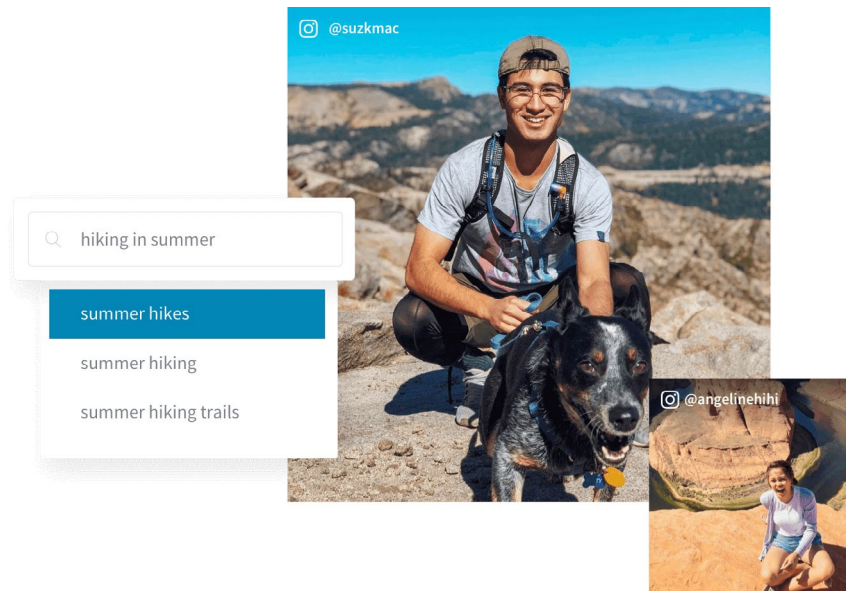 @suzkmac
hiking in summer
summer hikes
summer hiking
summer hiking trails
@angelinehihi